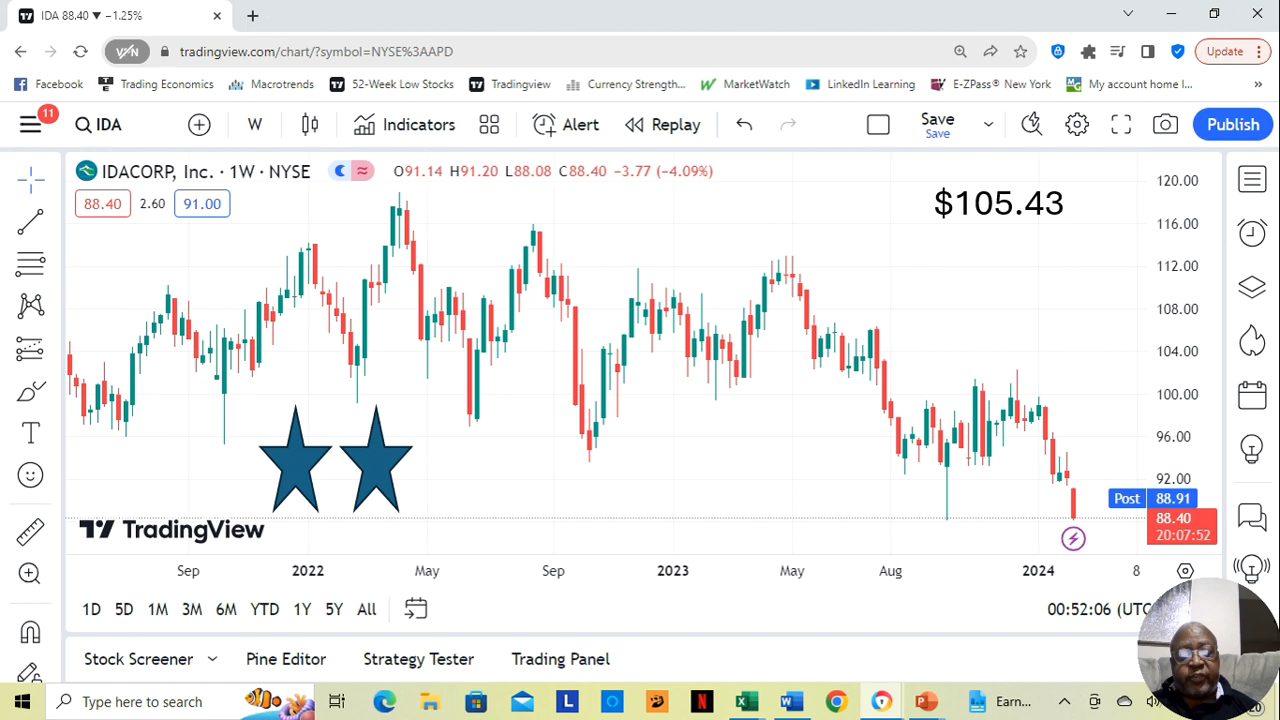 IDA 88.40 ▼ −1.25%
VPN
tradingview.com/chart/?symbol=NYSE%3AAPD
Update
Facebook Trading Economics Macrotrends 52-Week Low Stocks Tradingview Currency Strength... MarketWatch LinkedIn Learning E-ZPass® New York My account home I... »
11 IDA W Indicators Alert Replay Save Publish
Save
IDACORP, Inc. · 1W · NYSE O91.14 H91.20 L88.08 C88.40 −3.77 (−4.09%)
88.40 2.60 91.00
$105.43
120.00
116.00
112.00
108.00
104.00
100.00
96.00
92.00
Post 88.91
88.40
20:07:52
TradingView
Sep 2022 May Sep 2023 May Aug 2024 8
1D 5D 1M 3M 6M YTD 1Y 5Y All 00:52:06 (UTC
Stock Screener Pine Editor Strategy Tester Trading Panel
Type here to search L N Earn...